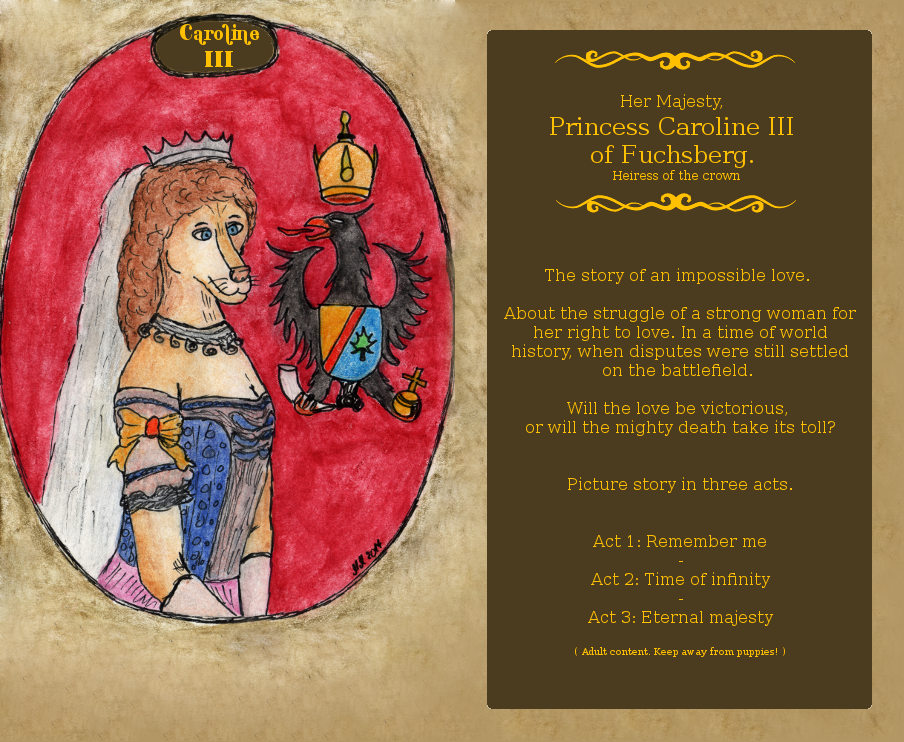 Caroline
III
Her Majesty,
Princess Caroline III
of Fuchsberg.
Heiress of the crown
The story of an impossible love.
About the struggle of a strong woman for
her right to love. In a time of world
history, when disputes were still settled
on the battlefield.
Will the love be victorious,
or will the mighty death take its toll?
Picture story in three acts.
Act 1: Remember me
-
Act 2: Time of infinity
-
Act 3: Eternal majesty
( Adult content. Keep away from puppies! )